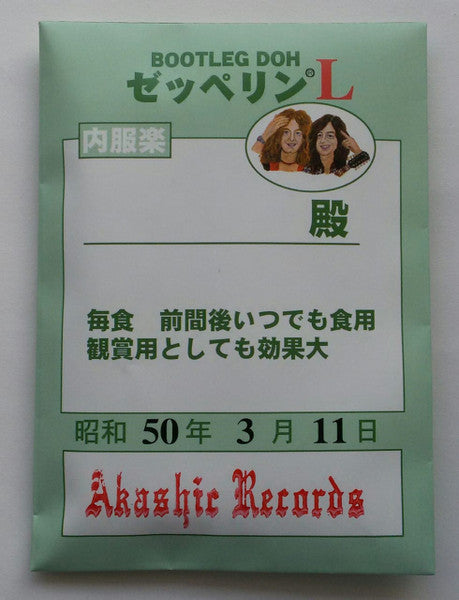 BOOTLEG DOH
ゼッペリン®L
内服楽
殿
毎食　前間後いつでも食用
観賞用としても効果大
昭和 50年 3月 11日
Akashic Records